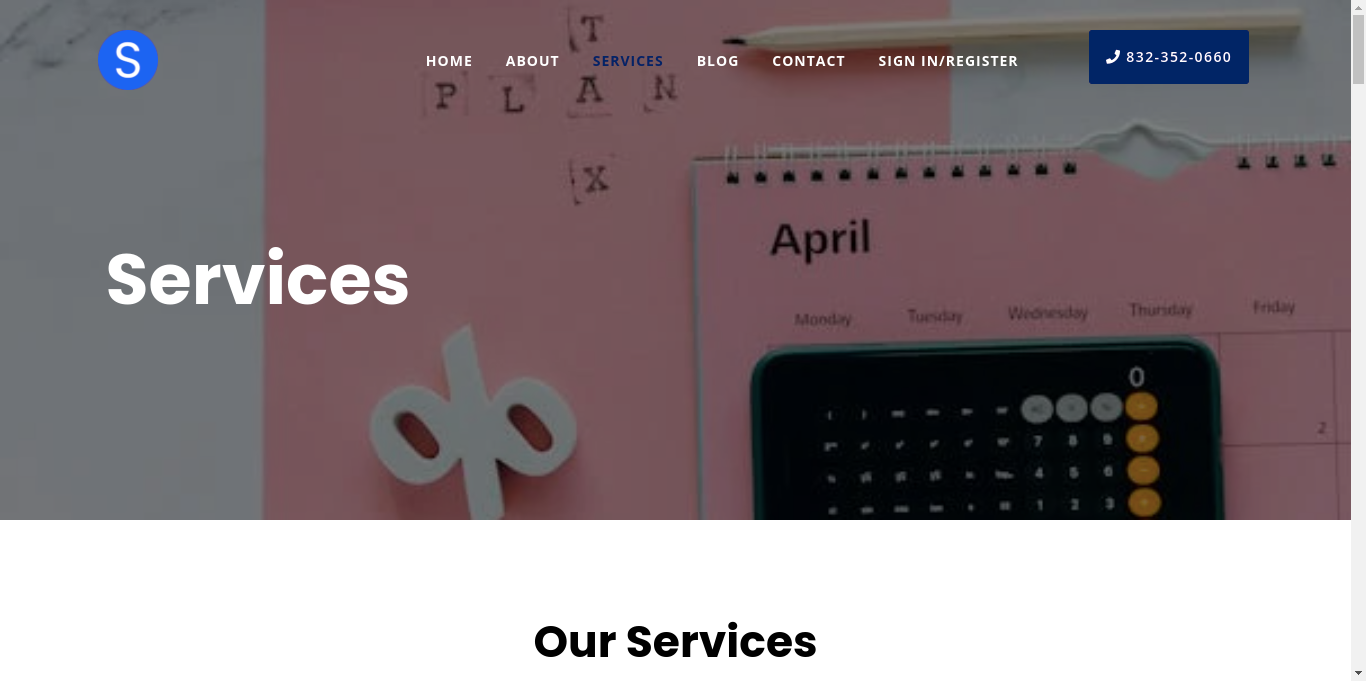 S
HOME ABOUT SERVICES BLOG CONTACT SIGN IN/REGISTER 832-352-0660
T
P L A N
X
April
Services
Monday Tuesday Wednesday Thursday Friday
0
7 8 9
2
4 5 6
1 2 3
Our Services